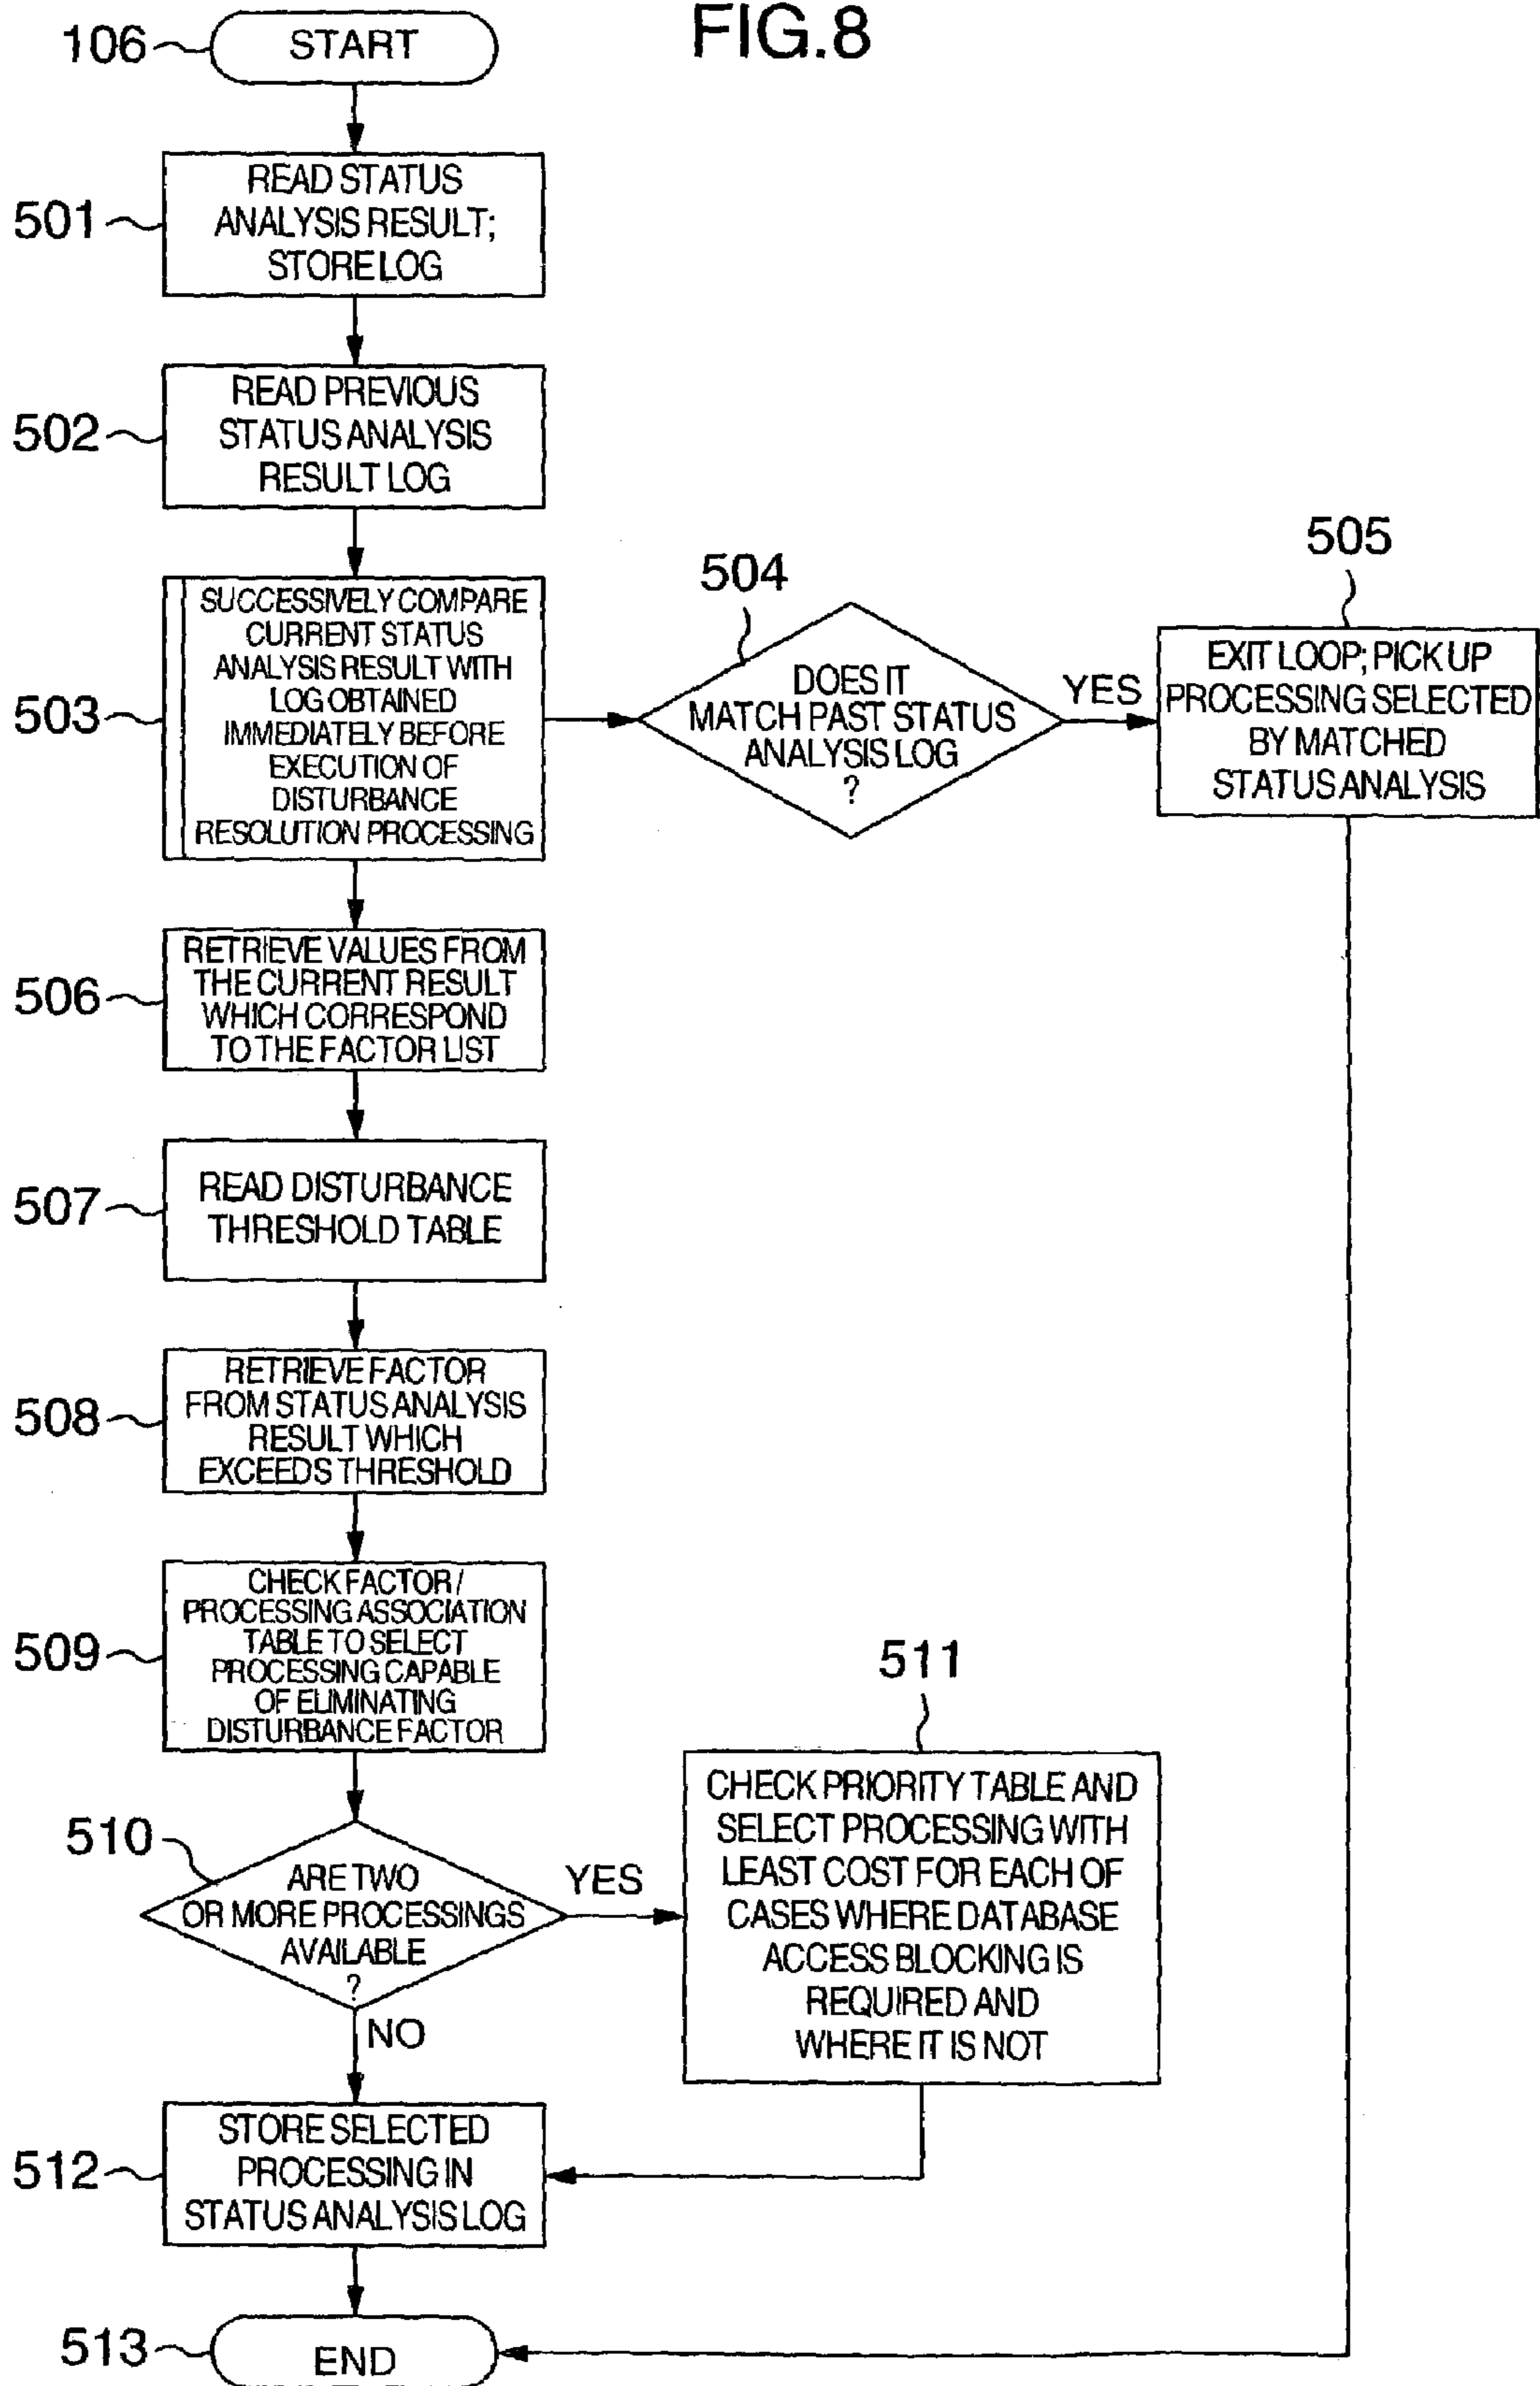 FIG.8
106
START
501
READ STATUS
ANALYSIS RESULT;
STORE LOG
502
READ PREVIOUS
STATUS ANALYSIS
RESULT LOG
503
SUCCESSIVELY COMPARE
CURRENT STATUS
ANALYSIS RESULT WITH
LOG OBTAINED
IMMEDIATELY BEFORE
EXECUTION OF
DISTURBANCE
RESOLUTION PROCESSING
504
DOES IT
MATCH PAST STATUS
ANALYSIS LOG
?
YES
505
EXIT LOOP; PICK UP
PROCESSING SELECTED
BY MATCHED
STATUS ANALYSIS
506
RETRIEVE VALUES FROM
THE CURRENT RESULT
WHICH CORRESPOND
TO THE FACTOR LIST
507
READ DISTURBANCE
THRESHOLD TABLE
508
RETRIEVE FACTOR
FROM STATUS ANALYSIS
RESULT WHICH
EXCEEDS THRESHOLD
509
CHECK FACTOR/
PROCESSING ASSOCIATION
TABLE TO SELECT
PROCESSING CAPABLE
OF ELIMINATING
DISTURBANCE FACTOR
510
ARE TWO
OR MORE PROCESSINGS
AVAILABLE
?
YES
NO
511
CHECK PRIORITY TABLE AND
SELECT PROCESSING WITH
LEAST COST FOR EACH OF
CASES WHERE DATABASE
ACCESS BLOCKING IS
REQUIRED AND
WHERE IT IS NOT
512
STORE SELECTED
PROCESSING IN
STATUS ANALYSIS LOG
513
END